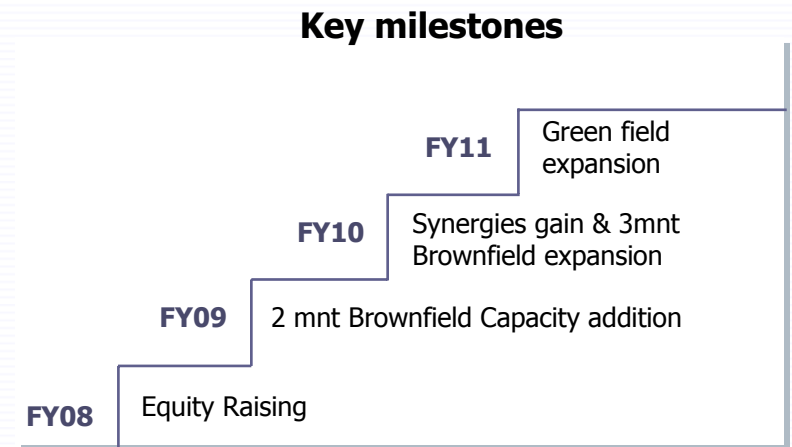 Key milestones
FY11
Green field
expansion
FY10
Synergies gain & 3mnt
Brownfield expansion
FY09
2 mnt Brownfield Capacity addition
FY08
Equity Raising